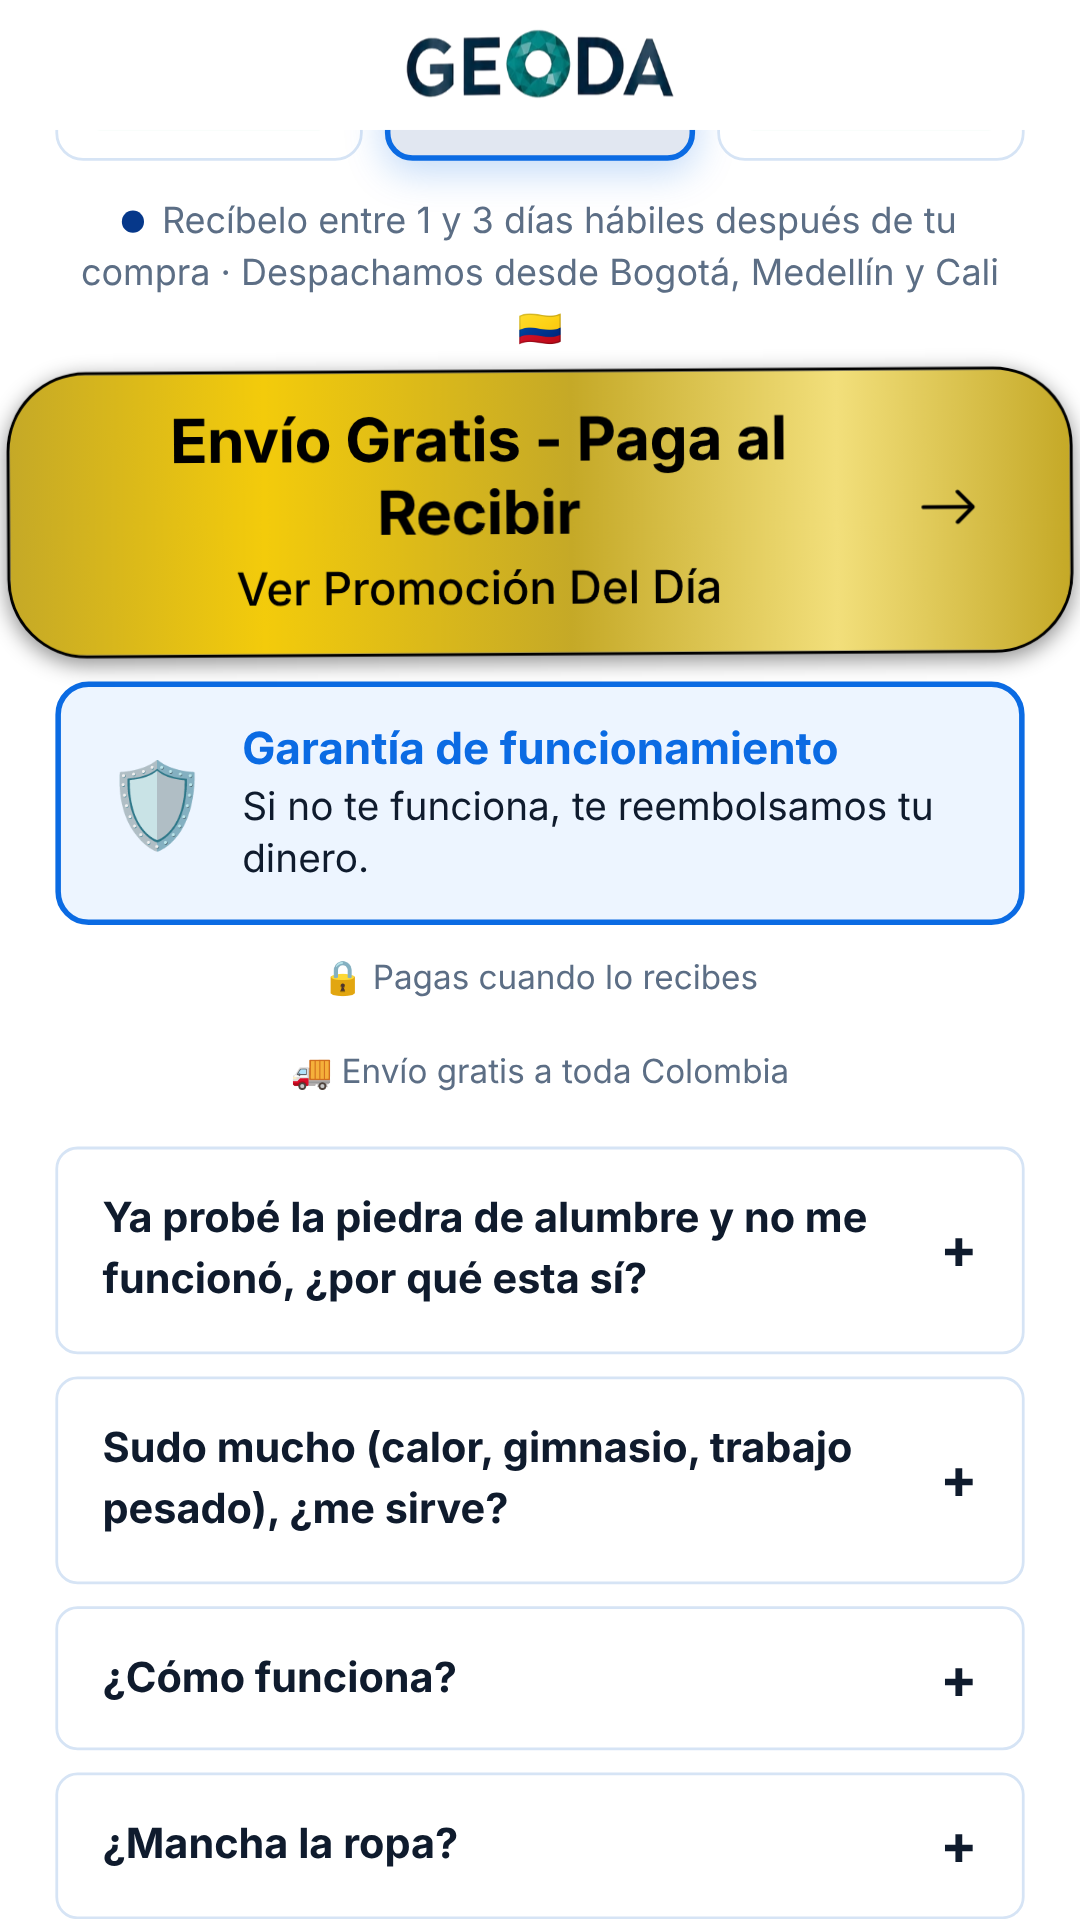 GEODA
Recíbelo entre 1 y 3 días hábiles después de tu
compra · Despachamos desde Bogotá, Medellín y Cali
🇨🇴
Envío Gratis - Paga al
Recibir
→
Ver Promoción Del Día
Garantía de funcionamiento
Si no te funciona, te reembolsamos tu
dinero.
🔒 Pagas cuando lo recibes
🚚 Envío gratis a toda Colombia
Ya probé la piedra de alumbre y no me
funcionó, ¿por qué esta sí?
+
Sudo mucho (calor, gimnasio, trabajo
pesado), ¿me sirve?
+
¿Cómo funciona?
+
¿Mancha la ropa?
+